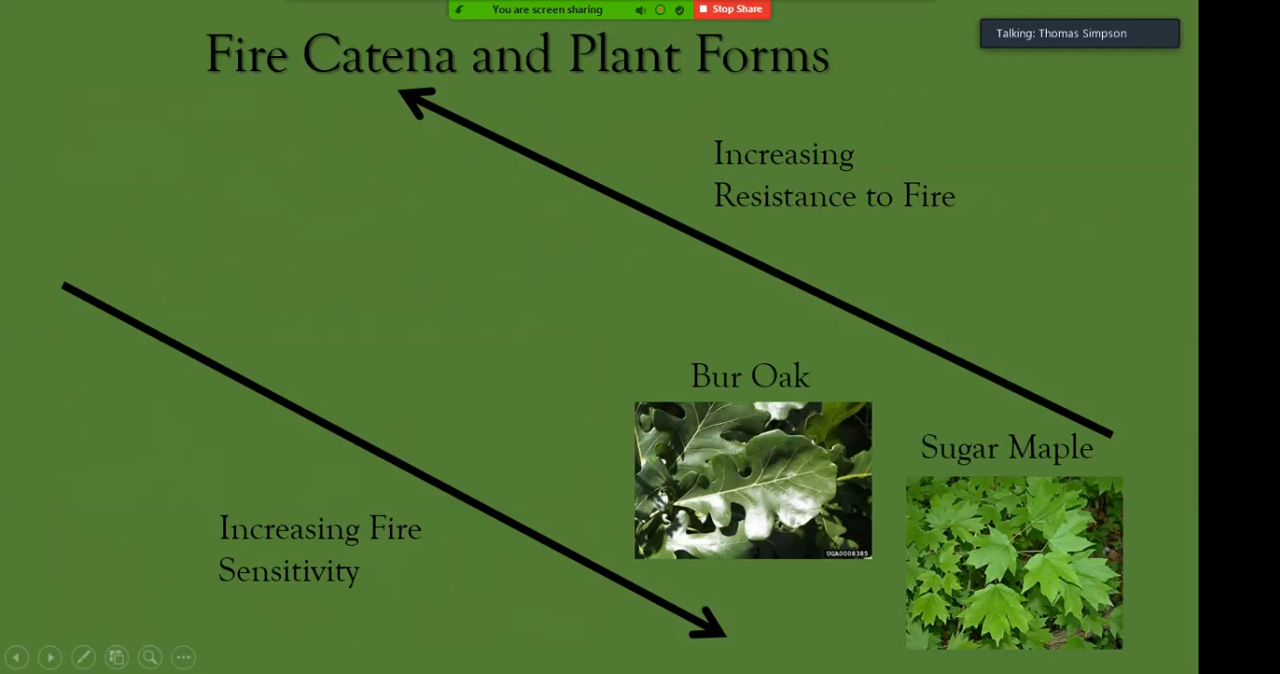 You are screen sharing
Stop Share
Talking: Thomas Simpson
Fire Catena and Plant Forms
Increasing
Resistance to Fire
Bur Oak
Sugar Maple
UGA0008385
Increasing Fire
Sensitivity